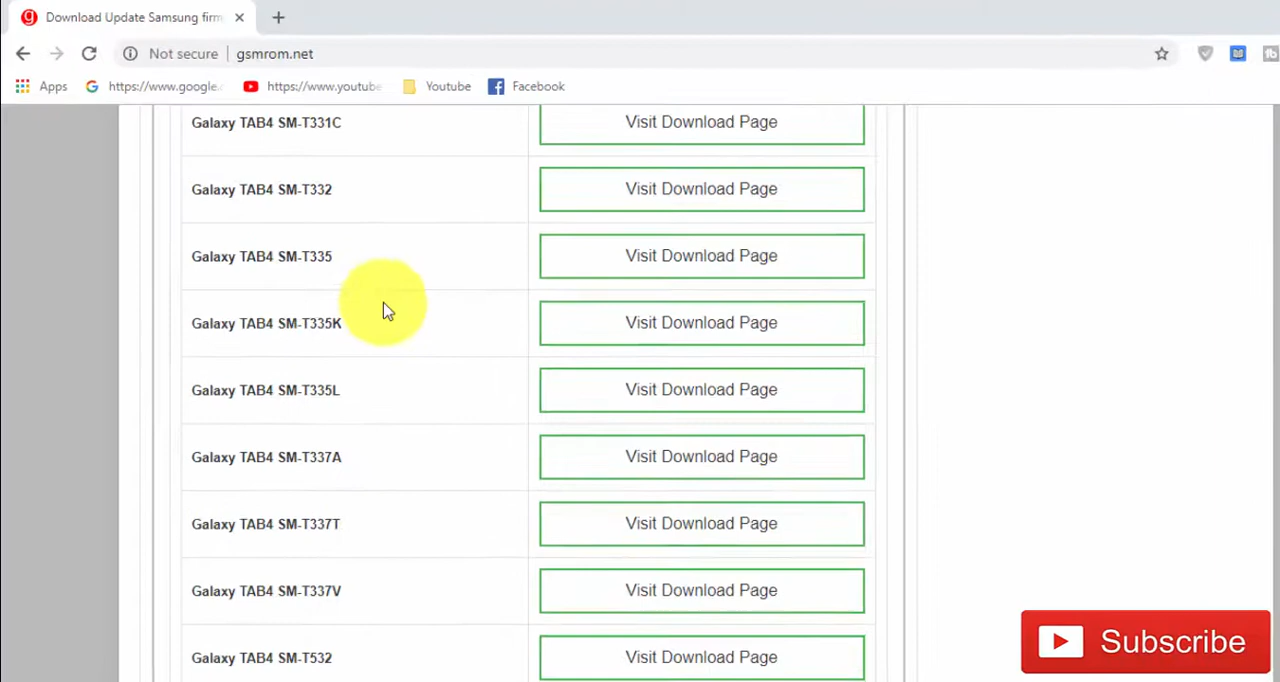 Download Update Samsung firm
Not secure
gsmrom.net
Apps
https://www.google.
https://www.youtube
Youtube
Facebook
Galaxy TAB4 SM-T331C
Visit Download Page
Galaxy TAB4 SM-T332
Visit Download Page
Galaxy TAB4 SM-T335
Visit Download Page
Galaxy TAB4 SM-T335K
Visit Download Page
Galaxy TAB4 SM-T335L
Visit Download Page
Galaxy TAB4 SM-T337A
Visit Download Page
Galaxy TAB4 SM-T337T
Visit Download Page
Galaxy TAB4 SM-T337V
Visit Download Page
Galaxy TAB4 SM-T532
Visit Download Page
Subscribe